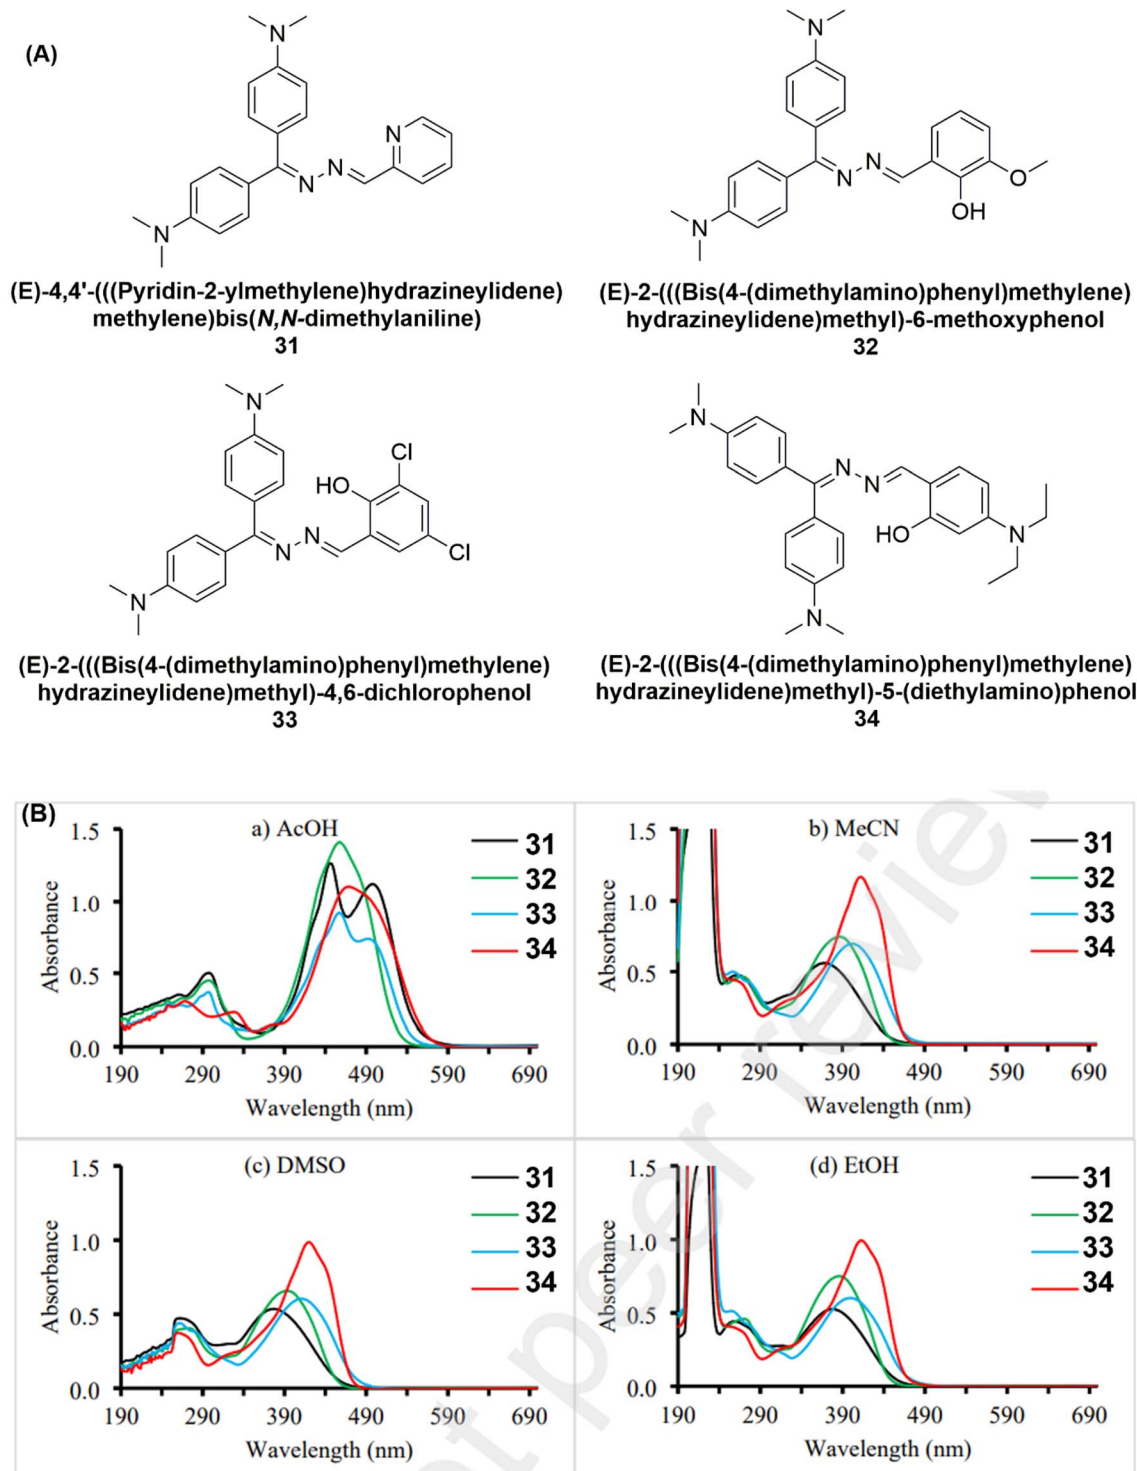 (A)
N
N
N N
N
(E)-4,4'-(((Pyridin-2-ylmethylene)hydrazineylidene)
methylene)bis(N,N-dimethylaniline)
31
N
N
N N
OH
O
(E)-2-(((Bis(4-(dimethylamino)phenyl)methylene)
hydrazineylidene)methyl)-6-methoxyphenol
32
N
N
N N
HO
Cl
Cl
(E)-2-(((Bis(4-(dimethylamino)phenyl)methylene)
hydrazineylidene)methyl)-4,6-dichlorophenol
33
N
N
N N
HO
N
(E)-2-(((Bis(4-(dimethylamino)phenyl)methylene)
hydrazineylidene)methyl)-5-(diethylamino)phenol
34
(B)
a) AcOH
31
32
33
34
1.5
1.0
0.5
0.0
Absorbance
190 290 390 490 590 690
Wavelength (nm)
b) MeCN
31
32
33
34
1.5
1.0
0.5
0.0
Absorbance
190 290 390 490 590 690
Wavelength (nm)
(c) DMSO
31
32
33
34
1.5
1.0
0.5
0.0
Absorbance
190 290 390 490 590 690
Wavelength (nm)
(d) EtOH
31
32
33
34
1.5
1.0
0.5
0.0
Absorbance
190 290 390 490 590 690
Wavelength (nm)
ot peer review